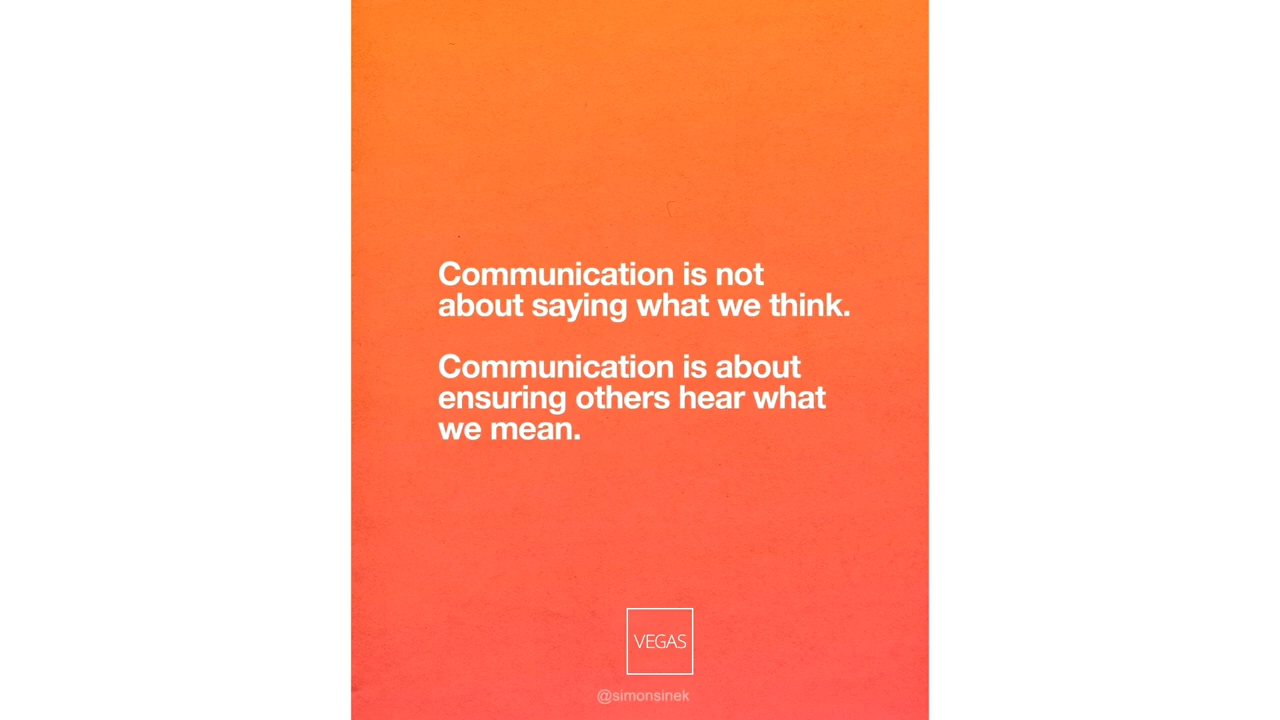 Communication is not
about saying what we think.
Communication is about
ensuring others hear what
we mean.
VEGAS
@simonsinek